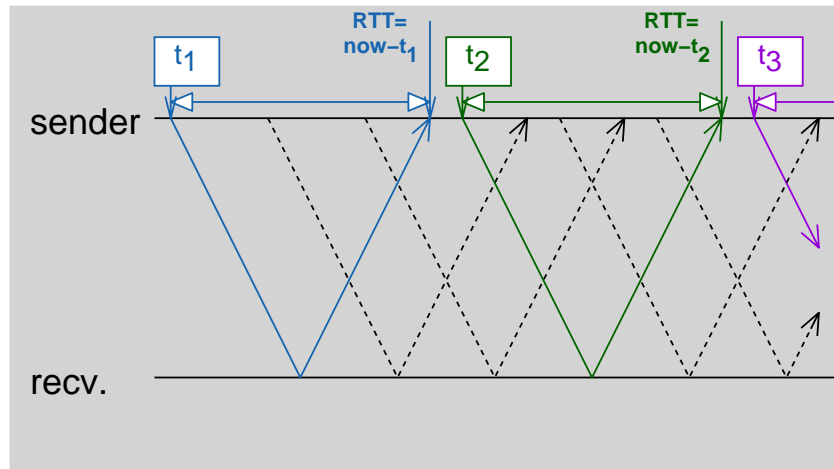 RTT=
now−t1
RTT=
now−t2
t1
t2
t3
sender
recv.